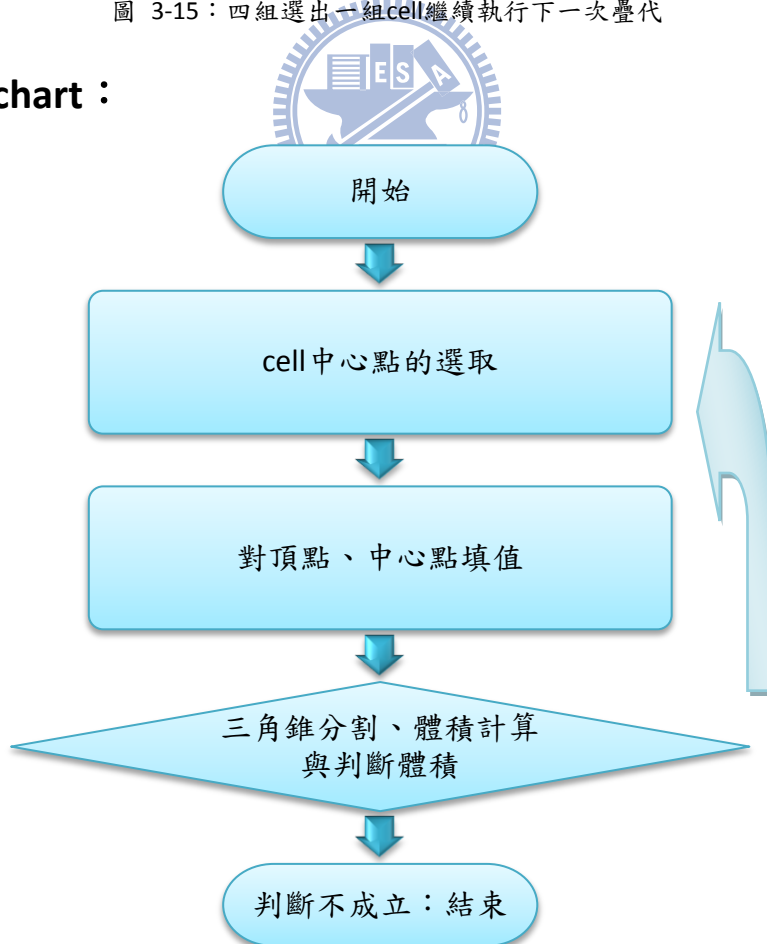 圖 3-15：四組選出一組cell繼續執行下一次疊代
ESA
chart：
開始
cell中心點的選取
對頂點、中心點填值
三角錐分割、體積計算
與判斷體積
判斷不成立：結束